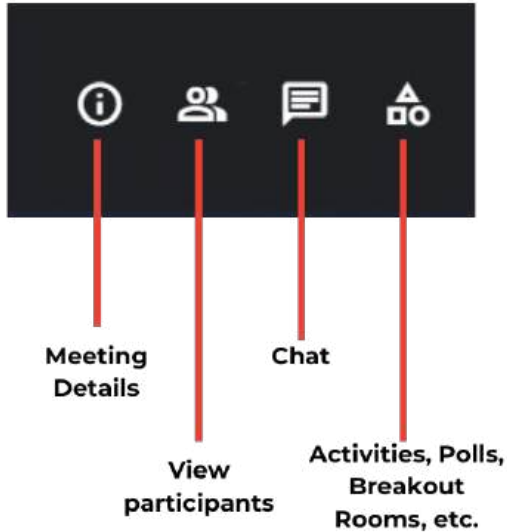 Meeting
Details
Chat
View
participants
Activities, Polls,
Breakout
Rooms, etc.